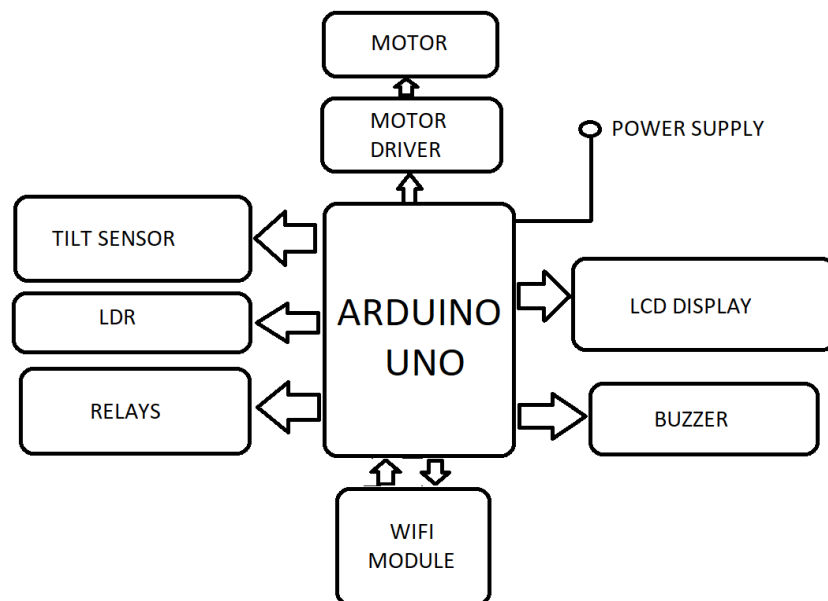 MOTOR
MOTOR
DRIVER
POWER SUPPLY
TILT SENSOR
LDR
RELAYS
ARDUINO
UNO
LCD DISPLAY
BUZZER
WIFI
MODULE